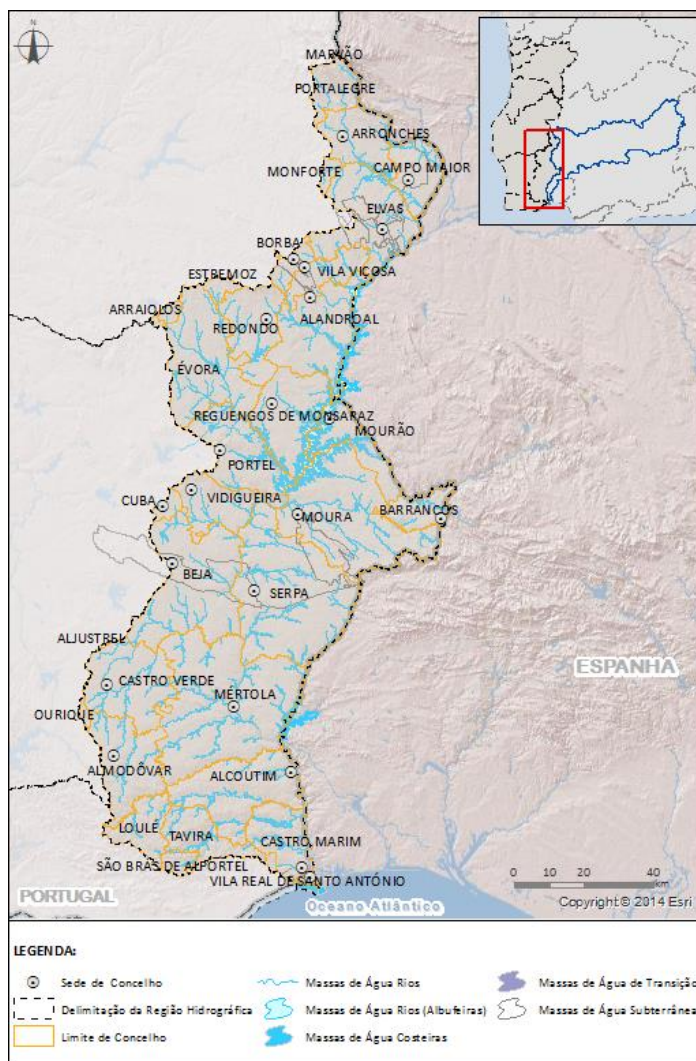 N
MARVÃO
PORTALEGRE
ARRONCHES
MONFORTE
CAMPO MAIOR
ELVAS
BORBA
VILA VIÇOSA
ESTREMOZ
ARRAIOLOS
REDONDO
ALANDROAL
ÉVORA
REGUENGOS DE MONSARAZ
MOURÃO
PORTEL
VIDIGUEIRA
CUBA
MOURA
BARRANCOS
BEJA
SERPA
ALJUSTREL
ESPANHA
CASTRO VERDE
MÉRTOLA
OURIQUE
ALMODÔVAR
ALCOUTIM
LOULÉ
TAVIRA
CASTRO MARIM
SÃO BRÁS DE ALPORTEL
VILA REAL DE SANTO ANTÓNIO
PORTUGAL
Oceano Atlântico
0 20 40
km
Copyright:© 2014 Esri
LEGENDA:
Sede de Concelho
Massas de Água Rios
Massas de Água de Transição
Delimitação da Região Hidrográfica
Massas de Água Rios (Albufeiras)
Massas de Água Subterrânea
Limite de Concelho
Massas de Água Costeiras